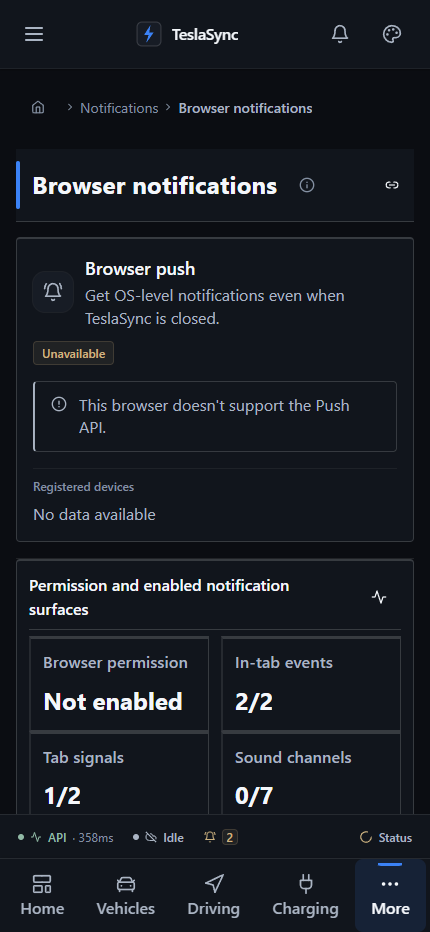 TeslaSync
Notifications
Browser notifications
Browser notifications
Browser push
Get OS-level notifications even when
TeslaSync is closed.
Unavailable
This browser doesn't support the Push
API.
Registered devices
No data available
Permission and enabled notification
surfaces
Browser permission
Not enabled
In-tab events
2/2
Tab signals
1/2
Sound channels
0/7
API · 358ms
Idle
2
Status
Home
Vehicles
Driving
Charging
More